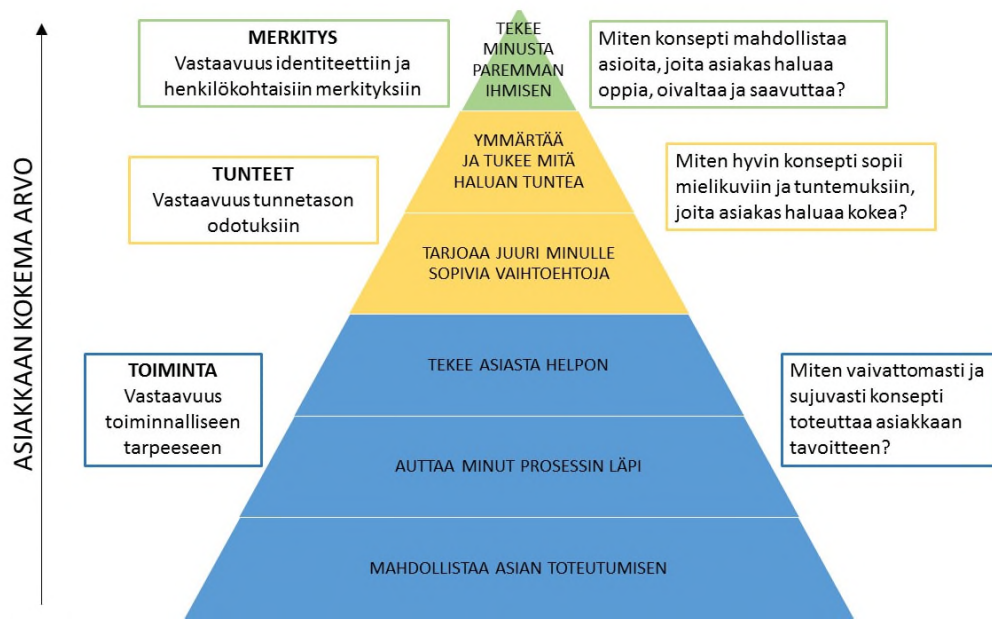 ASIAKKAAN KOKEMA ARVO
MERKITYS
Vastaavuus identiteettiin ja
henkilökohtaisiin merkityksiin
TEKEE
MINUSTA
PAREMMAN
IHMISEN
Miten konsepti mahdollistaa
asioita, joita asiakas haluaa
oppia, oivaltaa ja saavuttaa?
TUNTEET
Vastaavuus tunnetason
odotuksiin
YMMÄRTÄÄ
JA TUKEE MITÄ
HALUAN TUNTEA
TARJOAA JUURI MINULLE
SOPIVIA VAIHTOEHTOJA
Miten hyvin konsepti sopii
mielikuviin ja tuntemuksiin,
joita asiakas haluaa kokea?
TOIMINTA
Vastaavuus
toiminnalliseen
tarpeeseen
TEKEE ASIASTA HELPON
AUTTAA MINUT PROSESSIN LÄPI
MAHDOLLISTAA ASIAN TOTEUTUMISEN
Miten vaivattomasti ja
sujuvasti konsepti
toteuttaa asiakkaan
tavoitteen?